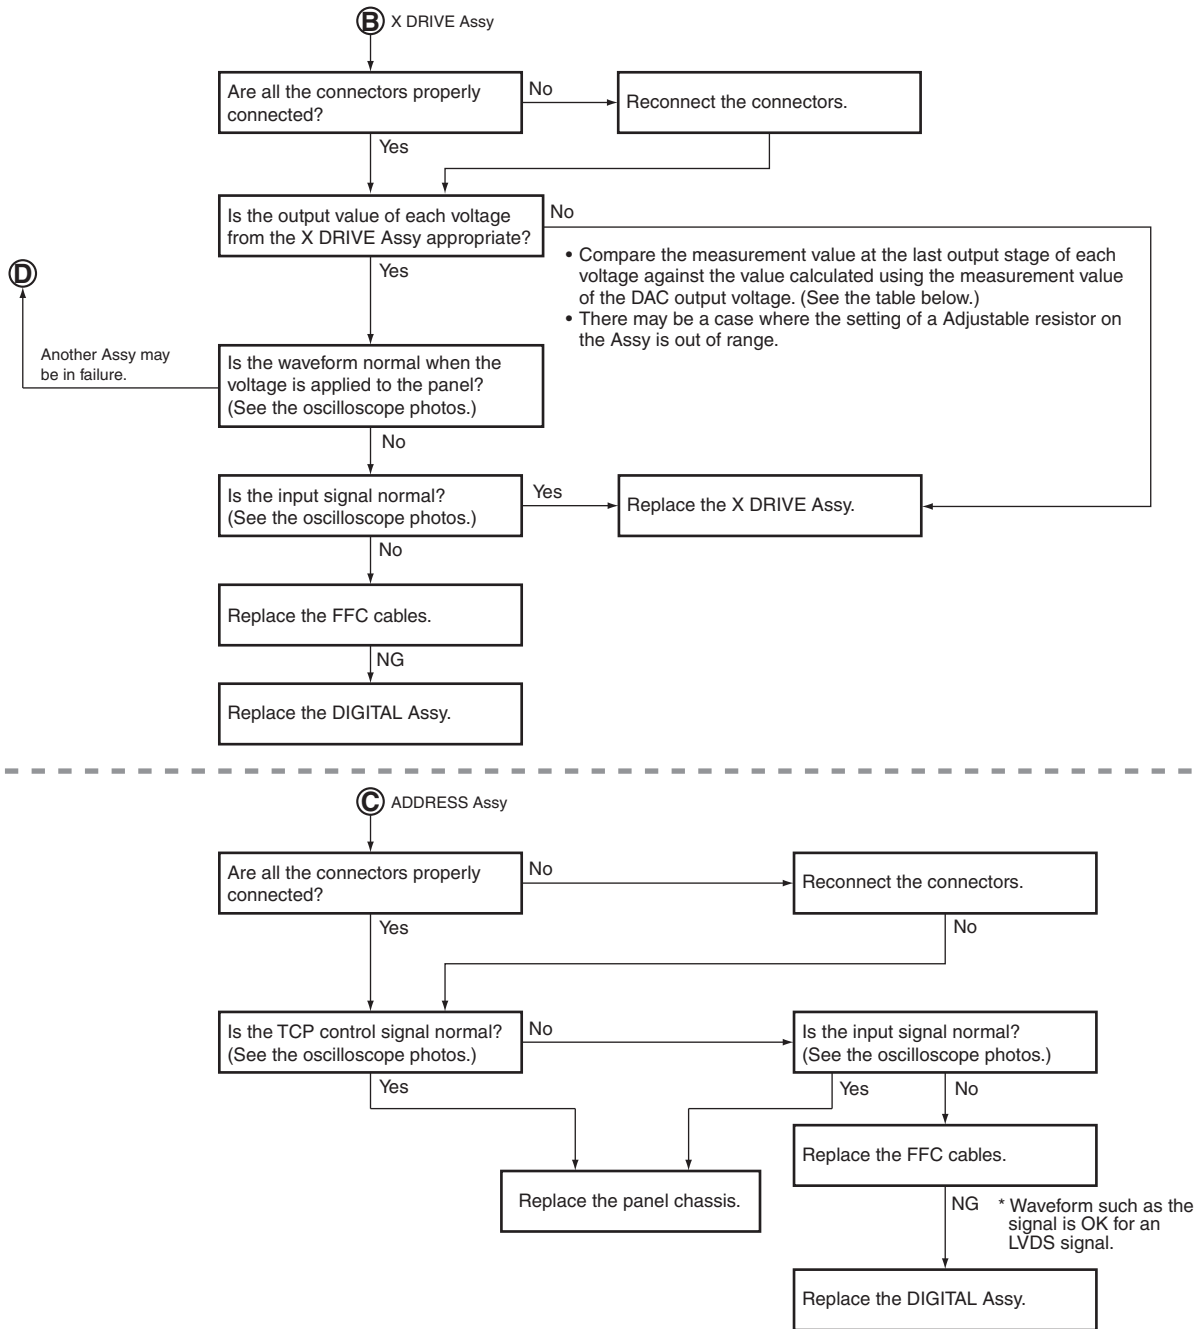 B X DRIVE Assy
Are all the connectors properly
connected?
No
Reconnect the connectors.
Yes
Is the output value of each voltage
from the X DRIVE Assy appropriate?
No
• Compare the measurement value at the last output stage of each
voltage against the value calculated using the measurement value
of the DAC output voltage. (See the table below.)
• There may be a case where the setting of a Adjustable resistor on
the Assy is out of range.
Yes
D
Another Assy may
be in failure.
Is the waveform normal when the
voltage is applied to the panel?
(See the oscilloscope photos.)
No
Is the input signal normal?
(See the oscilloscope photos.)
Yes
Replace the X DRIVE Assy.
No
Replace the FFC cables.
NG
Replace the DIGITAL Assy.
C ADDRESS Assy
Are all the connectors properly
connected?
No
Reconnect the connectors.
Yes
No
Is the TCP control signal normal?
(See the oscilloscope photos.)
No
Is the input signal normal?
(See the oscilloscope photos.)
Yes
Yes
No
Replace the panel chassis.
Replace the FFC cables.
NG
* Waveform such as the
signal is OK for an
LVDS signal.
Replace the DIGITAL Assy.